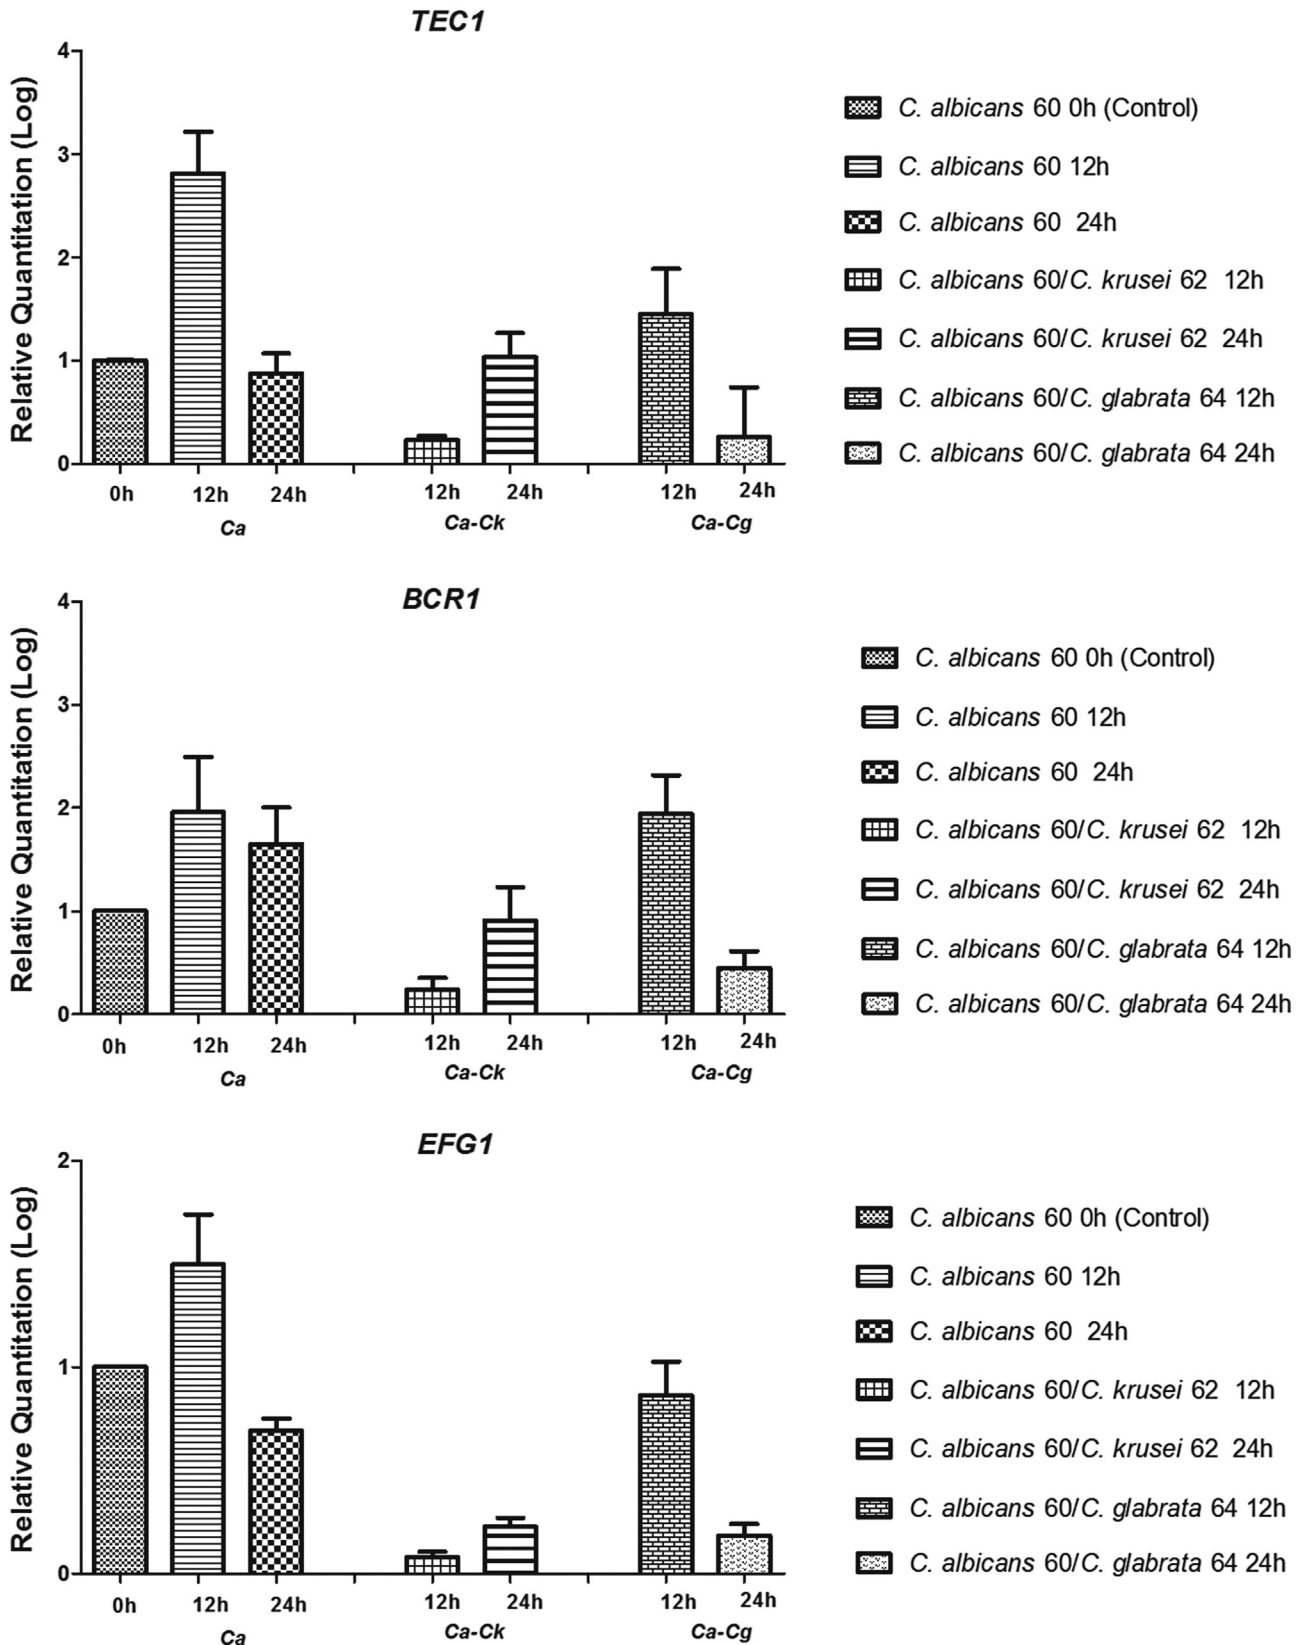 TEC1
Relative Quantitation (Log)
4
3
2
1
0
0h 12h 24h 12h 24h 12h 24h
Ca Ca-Ck Ca-Cg
C. albicans 60 0h (Control)
C. albicans 60 12h
C. albicans 60 24h
C. albicans 60/C. krusei 62 12h
C. albicans 60/C. krusei 62 24h
C. albicans 60/C. glabrata 64 12h
C. albicans 60/C. glabrata 64 24h
BCR1
Relative Quantitation (Log)
4
3
2
1
0
0h 12h 24h 12h 24h 12h 24h
Ca Ca-Ck Ca-Cg
C. albicans 60 0h (Control)
C. albicans 60 12h
C. albicans 60 24h
C. albicans 60/C. krusei 62 12h
C. albicans 60/C. krusei 62 24h
C. albicans 60/C. glabrata 64 12h
C. albicans 60/C. glabrata 64 24h
EFG1
Relative Quantitation (Log)
2
1
0
0h 12h 24h 12h 24h 12h 24h
Ca Ca-Ck Ca-Cg
C. albicans 60 0h (Control)
C. albicans 60 12h
C. albicans 60 24h
C. albicans 60/C. krusei 62 12h
C. albicans 60/C. krusei 62 24h
C. albicans 60/C. glabrata 64 12h
C. albicans 60/C. glabrata 64 24h